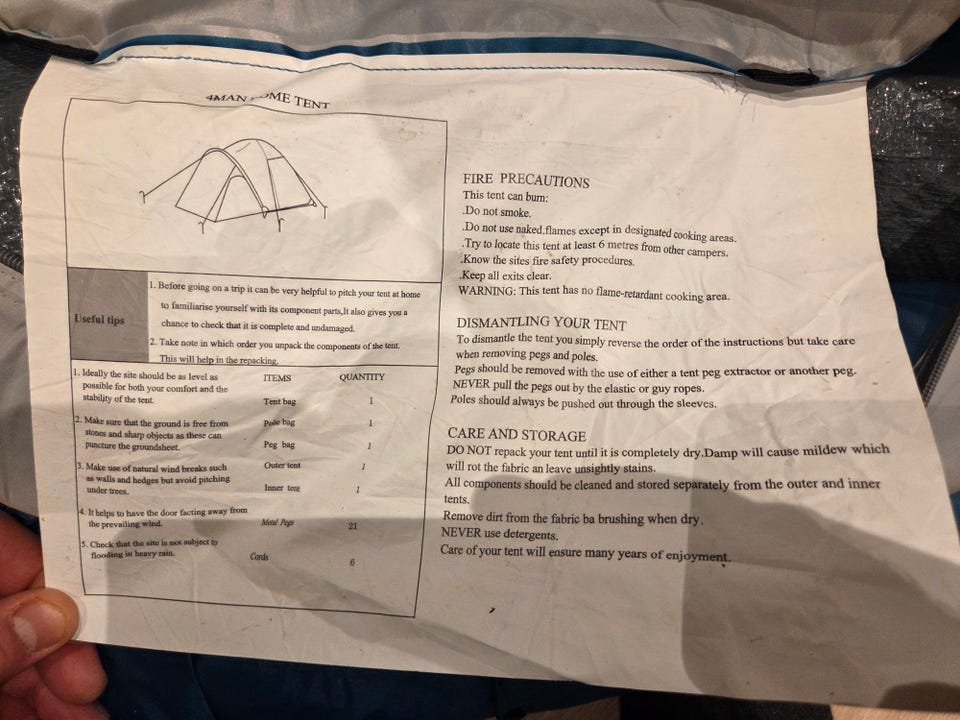 4MAN DOME TENT
Useful tips
1. Before going on a trip it can be very helpful to pitch your tent at home
to familiarise yourself with its component parts,It also gives you a
chance to check that it is complete and undamaged.
2. Take note in which order you unpack the components of the tent.
This will help in the repacking.
1. Ideally the site should be as level as
possible for both your comfort and the
stability of the tent.
2. Make sure that the ground is free from
stones and sharp objects as these can
puncture the groundsheet.
3. Make use of natural wind breaks such
as walls and hedges but avoid pitching
under trees.
4. It helps to have the door facting away from
the prevailing wind.
5. Check that the site is not subject to
flooding in heavy rain.
ITEMS QUANTITY
Tent bag 1
Pole bag 1
Peg bag 1
Outer tent 1
Inner tent 1
Metal Pegs 21
Cords 6
FIRE PRECAUTIONS
This tent can burn:
.Do not smoke.
.Do not use naked.flames except in designated cooking areas.
.Try to locate this tent at least 6 metres from other campers.
.Know the sites fire safety procedures.
.Keep all exits clear.
WARNING: This tent has no flame-retardant cooking area.
DISMANTLING YOUR TENT
To dismantle the tent you simply reverse the order of the instructions but take care
when removing pegs and poles.
Pegs should be removed with the use of either a tent peg extractor or another peg.
NEVER pull the pegs out by the elastic or guy ropes.
Poles should always be pushed out through the sleeves.
CARE AND STORAGE
DO NOT repack your tent until it is completely dry.Damp will cause mildew which
will rot the fabric an leave unsightly stains.
All components should be cleaned and stored separately from the outer and inner
tents.
Remove dirt from the fabric ba brushing when dry.
NEVER use detergents.
Care of your tent will ensure many years of enjoyment.